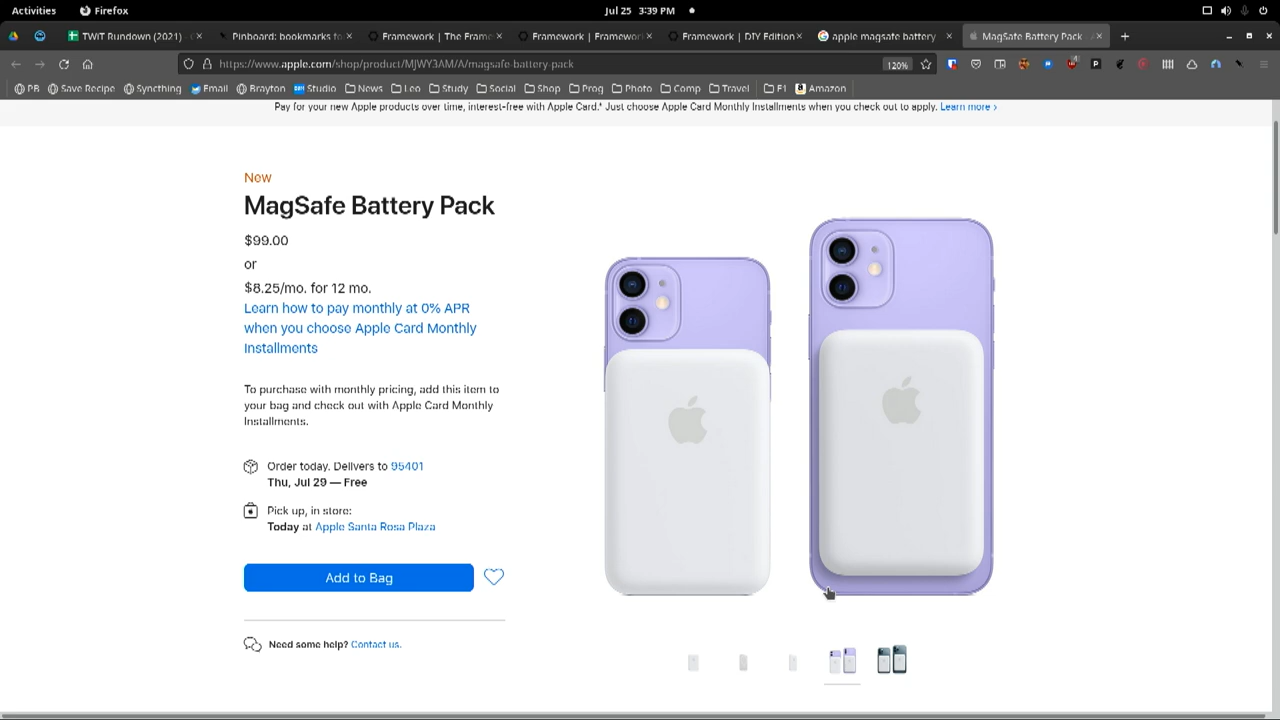 Activities
Firefox
Jul 25 3:39 PM
TWiT Rundown (2021) -
Pinboard: bookmarks fo
Framework | The Frame
Framework | Framewor
Framework | DIY Edition
apple magsafe battery
MagSafe Battery Pack
https://www.apple.com/shop/product/MJWY3AM/A/magsafe-battery-pack
120%
PB
Save Recipe
Syncthing
Email
Brayton
Studio
News
Leo
Study
Social
Shop
Prog
Photo
Comp
Travel
F1
Amazon
Pay for your new Apple products over time, interest-free with Apple Card.* Just choose Apple Card Monthly Installments when you check out to apply. Learn more ›
New
MagSafe Battery Pack
$99.00
or
$8.25/mo. for 12 mo.
Learn how to pay monthly at 0% APR
when you choose Apple Card Monthly
Installments
To purchase with monthly pricing, add this item to
your bag and check out with Apple Card Monthly
Installments.
Order today. Delivers to 95401
Thu, Jul 29 — Free
Pick up, in store:
Today at Apple Santa Rosa Plaza
Add to Bag
Need some help? Contact us.